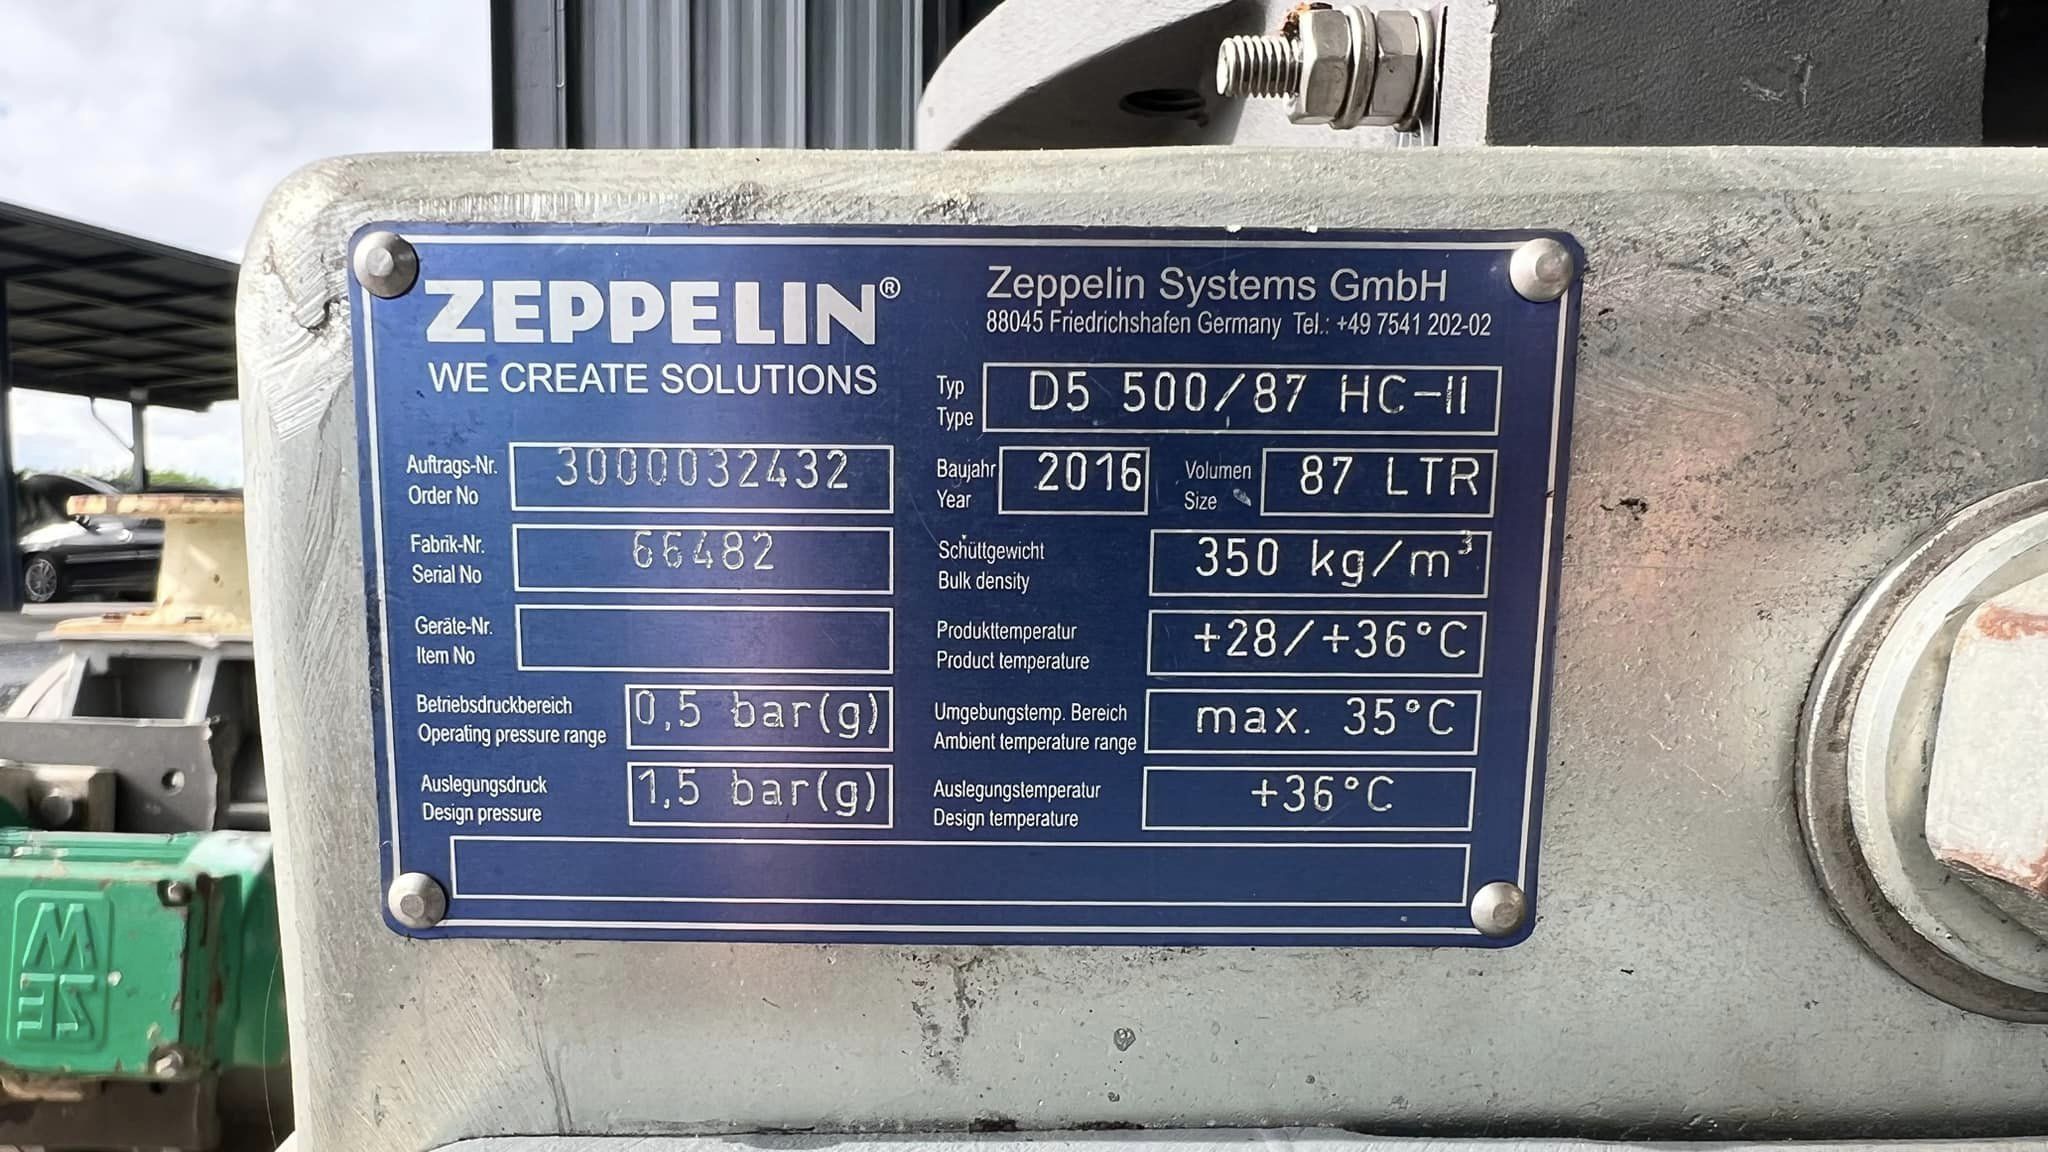 ZEPPELIN®
WE CREATE SOLUTIONS
Zeppelin Systems GmbH
88045 Friedrichshafen Germany Tel.: +49 7541 202-02
Typ
Type
D5 500/87 HC-II
Auftrags-Nr.
Order No
3000032432
Baujahr
Year
2016
Volumen
Size
87 LTR
Fabrik-Nr.
Serial No
66482
Schüttgewicht
Bulk density
350 kg/m³
Geräte-Nr.
Item No
Produkttemperatur
Product temperature
+28/+36°C
Betriebsdruckbereich
Operating pressure range
0,5 bar(g)
Umgebungstemp. Bereich
Ambient temperature range
max. 35°C
Auslegungsdruck
Design pressure
1,5 bar(g)
Auslegungstemperatur
Design temperature
+36°C